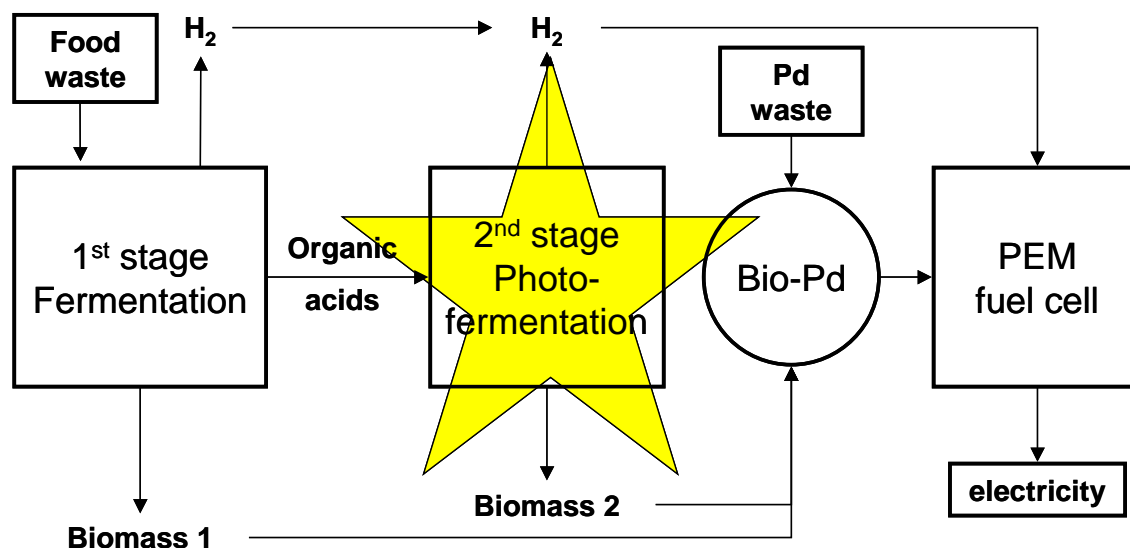 Food
waste
H₂
H₂
Pd
waste
1st stage
Fermentation
Organic
acids
2nd stage
Photo-
fermentation
Bio-Pd
PEM
fuel cell
Biomass 1
Biomass 2
electricity